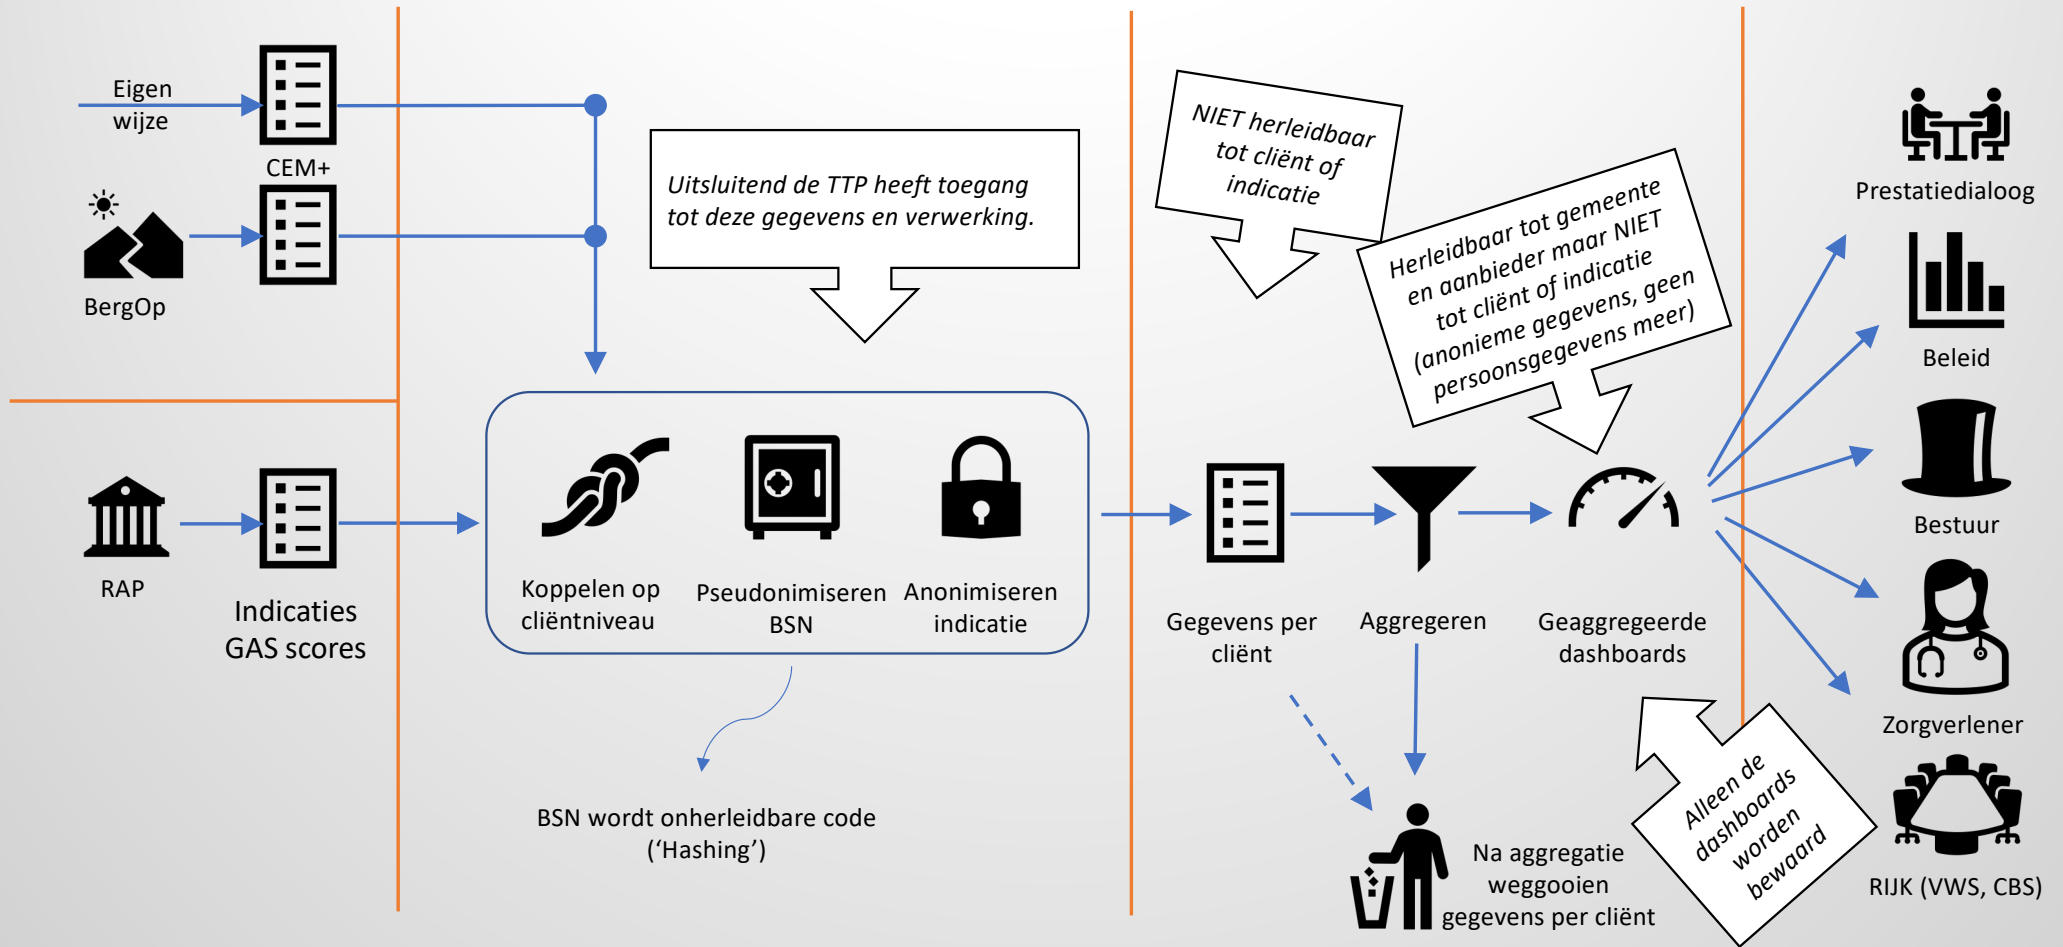 Eigen
wijze
CEM+
BergOp
RAP
Indicaties
GAS scores
Uitsluitend de TTP heeft toegang
tot deze gegevens en verwerking.
Koppelen op
cliëntniveau
Pseudonimiseren
BSN
Anonimiseren
indicatie
BSN wordt onherleidbare code
(‘Hashing’)
NIET herleidbaar
tot cliënt of
indicatie
Herleidbaar tot gemeente
en aanbieder maar NIET
tot cliënt of indicatie
(anonieme gegevens, geen
persoonsgegevens meer)
Gegevens per
cliënt
Aggregeren
Geaggregeerde
dashboards
Na aggregatie
weggooien
gegevens per cliënt
Alleen de
dashboards
worden
bewaard
Prestatiedialoog
Beleid
Bestuur
Zorgverlener
RIJK (VWS, CBS)